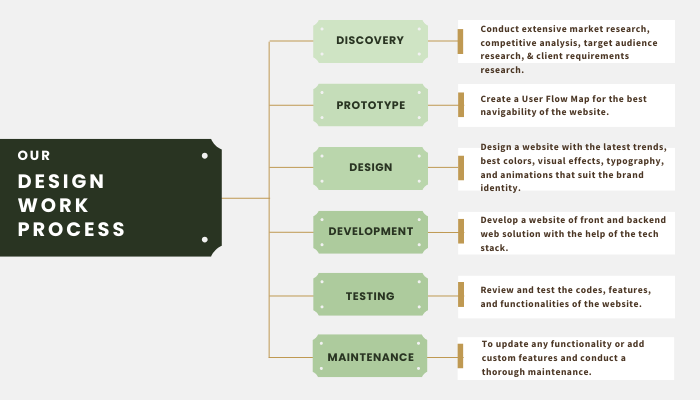 OUR
DESIGN
WORK
PROCESS
DISCOVERY
Conduct extensive market research,
competitive analysis, target audience
research, & client requirements
research.
PROTOTYPE
Create a User Flow Map for the best
navigability of the website.
DESIGN
Design a website with the latest trends,
best colors, visual effects, typography,
and animations that suit the brand
identity.
DEVELOPMENT
Develop a website of front and backend
web solution with the help of the tech
stack.
TESTING
Review and test the codes, features,
and functionalities of the website.
MAINTENANCE
To update any functionality or add
custom features and conduct a
thorough maintenance.